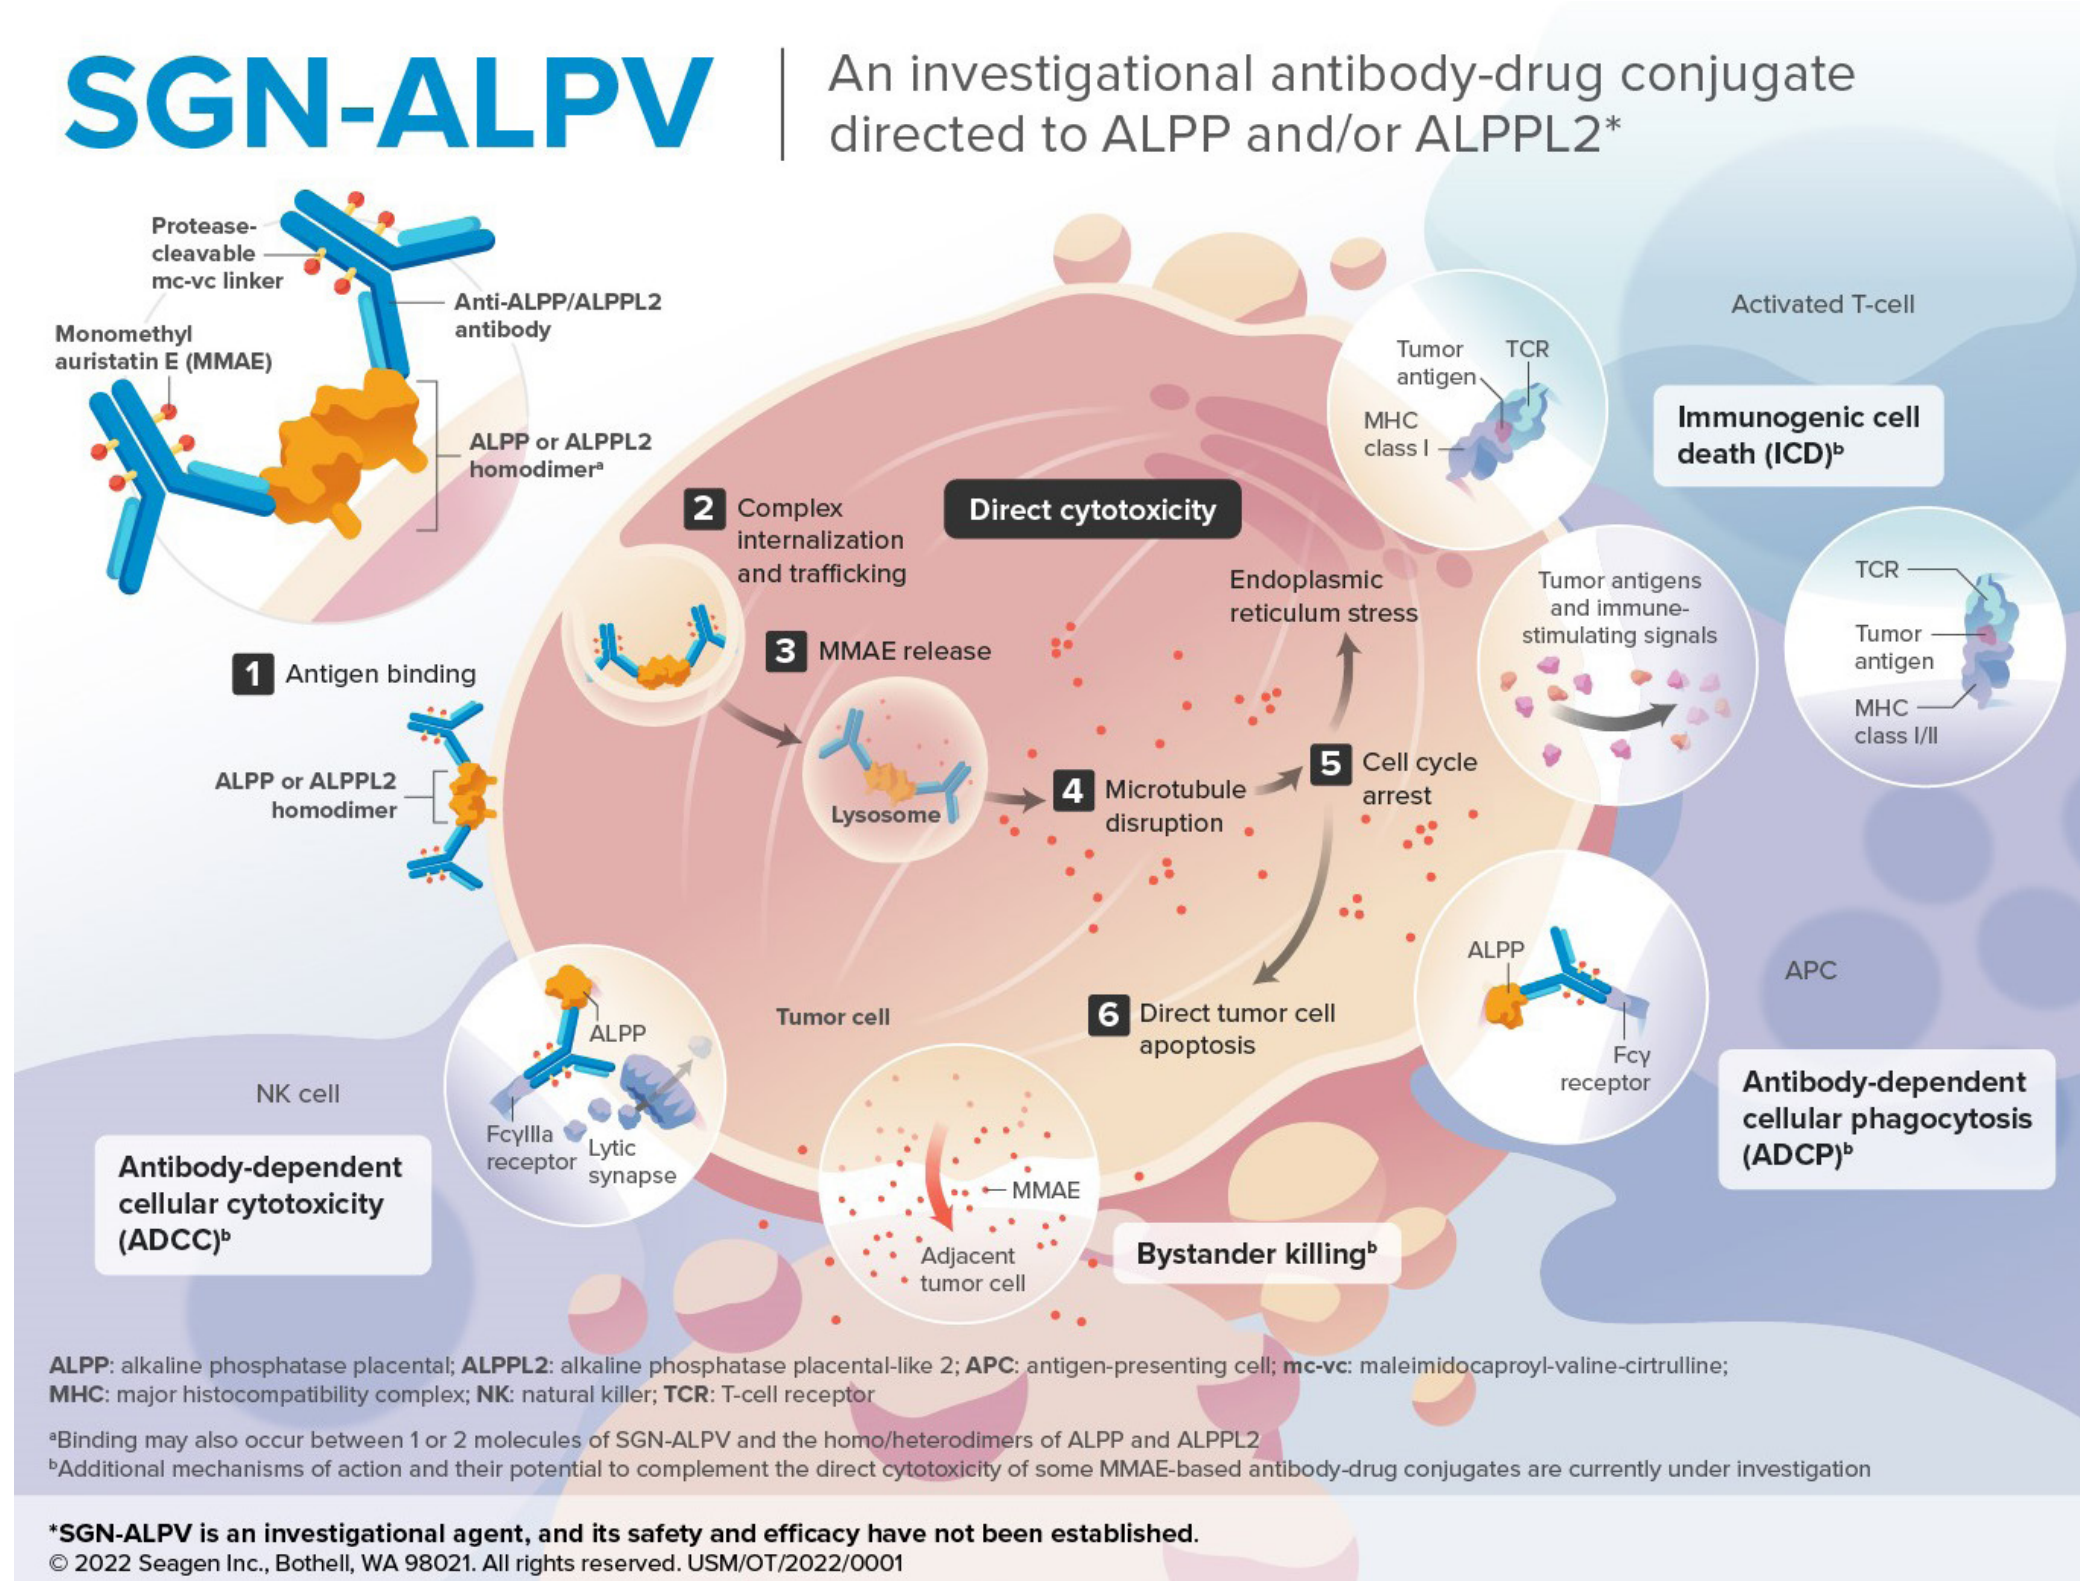 SGN-ALPV
An investigational antibody-drug conjugate
directed to ALPP and/or ALPPL2*
Protease-
cleavable
mc-vc linker
Anti-ALPP/ALPPL2
antibody
Monomethyl
auristatin E (MMAE)
ALPP or ALPPL2
homodimerᵃ
1 Antigen binding
ALPP or ALPPL2
homodimer
2 Complex
internalization
and trafficking
Direct cytotoxicity
3 MMAE release
Lysosome
4 Microtubule
disruption
5 Cell cycle
arrest
Endoplasmic
reticulum stress
6 Direct tumor cell
apoptosis
Tumor cell
Tumor
antigen
TCR
MHC
class I
Activated T-cell
Immunogenic cell
death (ICD)ᵇ
Tumor antigens
and immune-
stimulating signals
TCR
Tumor
antigen
MHC
class I/II
APC
ALPP
Fcγ
receptor
Antibody-dependent
cellular phagocytosis
(ADCP)ᵇ
NK cell
Antibody-dependent
cellular cytotoxicity
(ADCC)ᵇ
ALPP
FcγIIIa
receptor
Lytic
synapse
MMAE
Adjacent
tumor cell
Bystander killingᵇ
ALPP: alkaline phosphatase placental; ALPPL2: alkaline phosphatase placental-like 2; APC: antigen-presenting cell; mc-vc: maleimidocaproyl-valine-cirtrulline;
MHC: major histocompatibility complex; NK: natural killer; TCR: T-cell receptor
ᵃBinding may also occur between 1 or 2 molecules of SGN-ALPV and the homo/heterodimers of ALPP and ALPPL2
ᵇAdditional mechanisms of action and their potential to complement the direct cytotoxicity of some MMAE-based antibody-drug conjugates are currently under investigation
*SGN-ALPV is an investigational agent, and its safety and efficacy have not been established.
© 2022 Seagen Inc., Bothell, WA 98021. All rights reserved. USM/OT/2022/0001